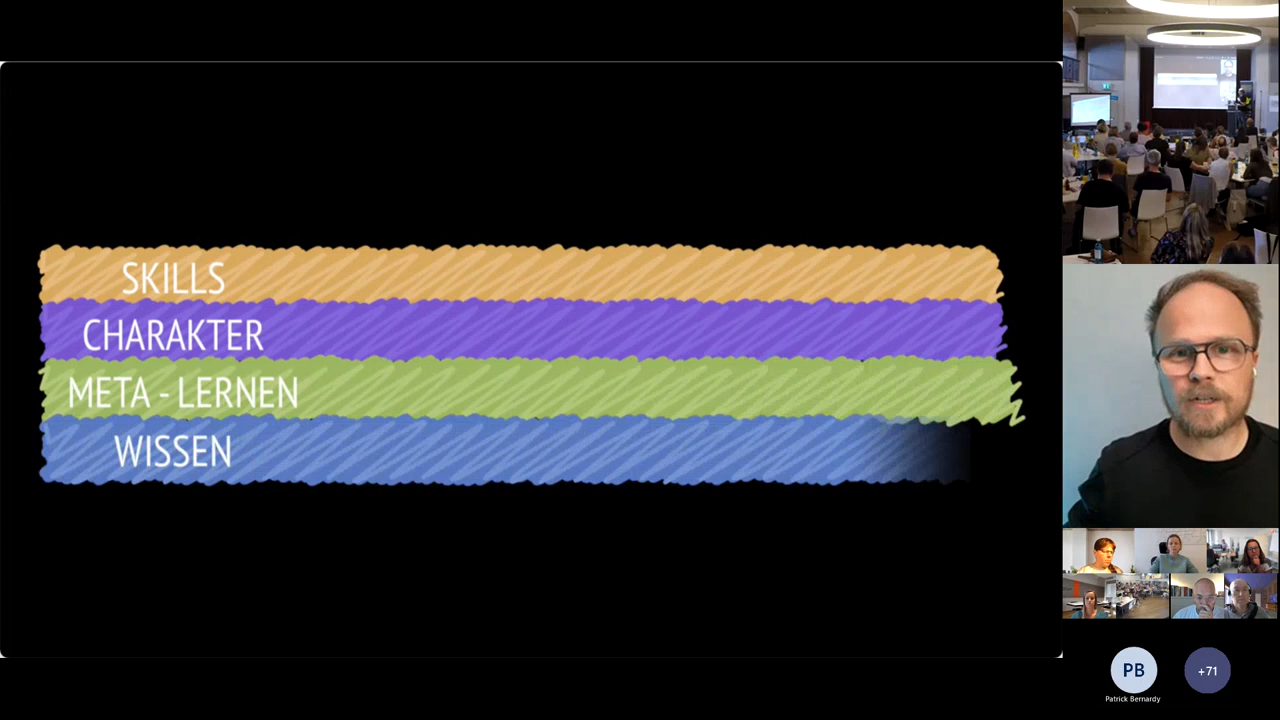 SKILLS
CHARAKTER
META - LERNEN
WISSEN
PB
+71
Patrick Bernardy